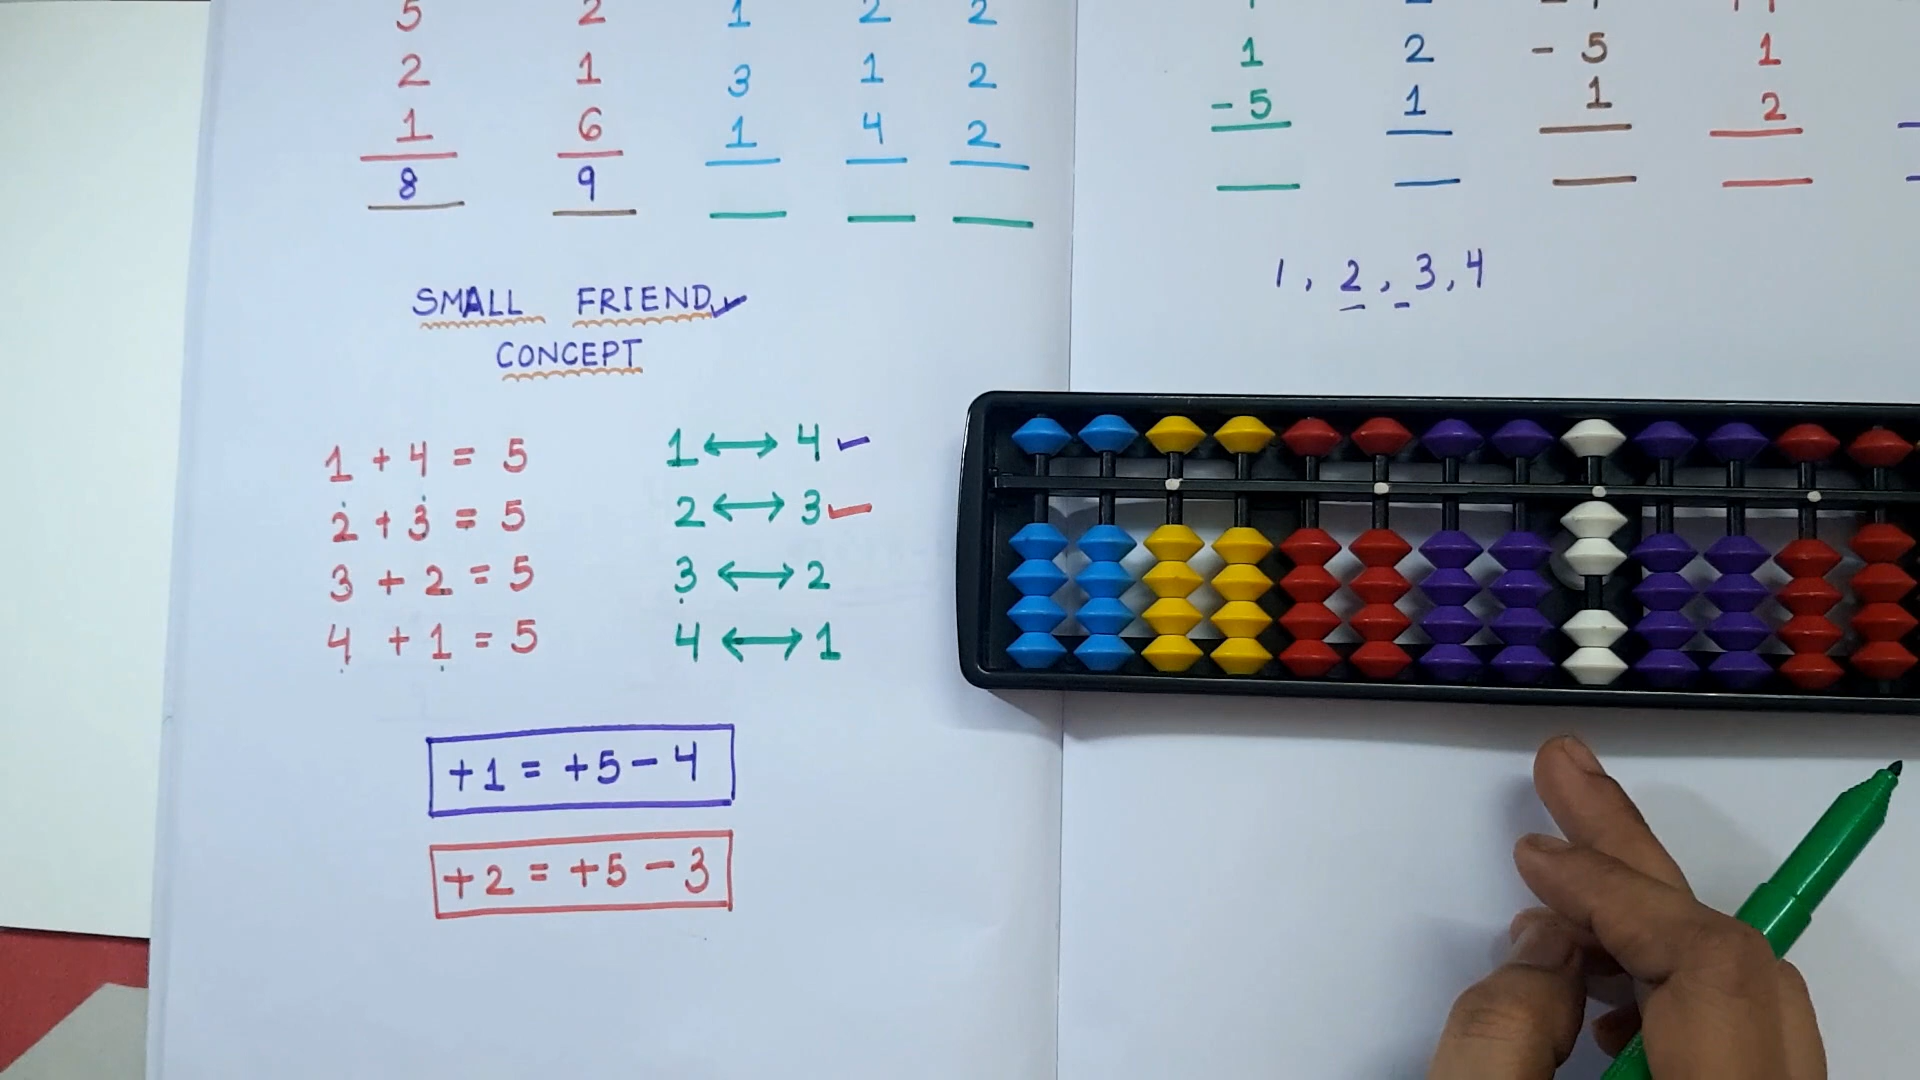 5 2 1 2 2
2 1 3 1 2
1 6 1 4 2
8 9
1 2 - 5 1
- 5 1 1 2
1, 2, 3, 4
SMALL FRIEND
CONCEPT
1 + 4 = 5
2 + 3 = 5
3 + 2 = 5
4 + 1 = 5
1 ↔ 4 ✓
2 ↔ 3 ✓
3 ↔ 2
4 ↔ 1
+1 = +5 - 4
+2 = +5 - 3